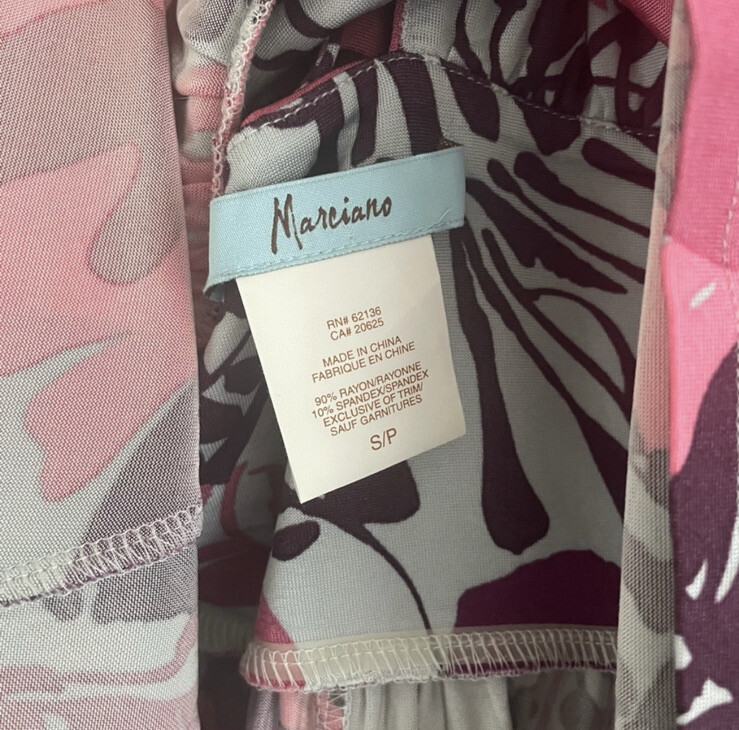 Marciano
RN# 62136
CA# 20625
MADE IN CHINA
FABRIQUE EN CHINE
90% RAYON/RAYONNE
10% SPANDEX/SPANDEX
EXCLUSIVE OF TRIM/
SAUF GARNITURES
S/P